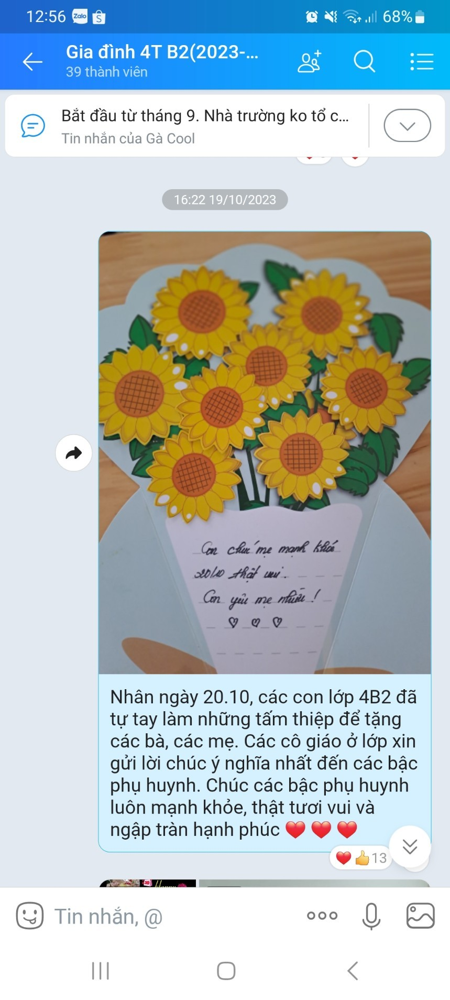 12:56 Zalo S 68%
Gia đình 4T B2(2023-...
39 thành viên
Bắt đầu từ tháng 9. Nhà trường ko tổ c...
Tin nhắn của Gà Cool
16:22 19/10/2023
Con chúc mẹ mạnh khoẻ
20/10 thật vui.
Con yêu mẹ nhiều!
Nhân ngày 20.10, các con lớp 4B2 đã
tự tay làm những tấm thiệp để tặng
các bà, các mẹ. Các cô giáo ở lớp xin
gửi lời chúc ý nghĩa nhất đến các bậc
phụ huynh. Chúc các bậc phụ huynh
luôn mạnh khỏe, thật tươi vui và
ngập tràn hạnh phúc ❤️ ❤️ ❤️
13
Tin nhắn, @